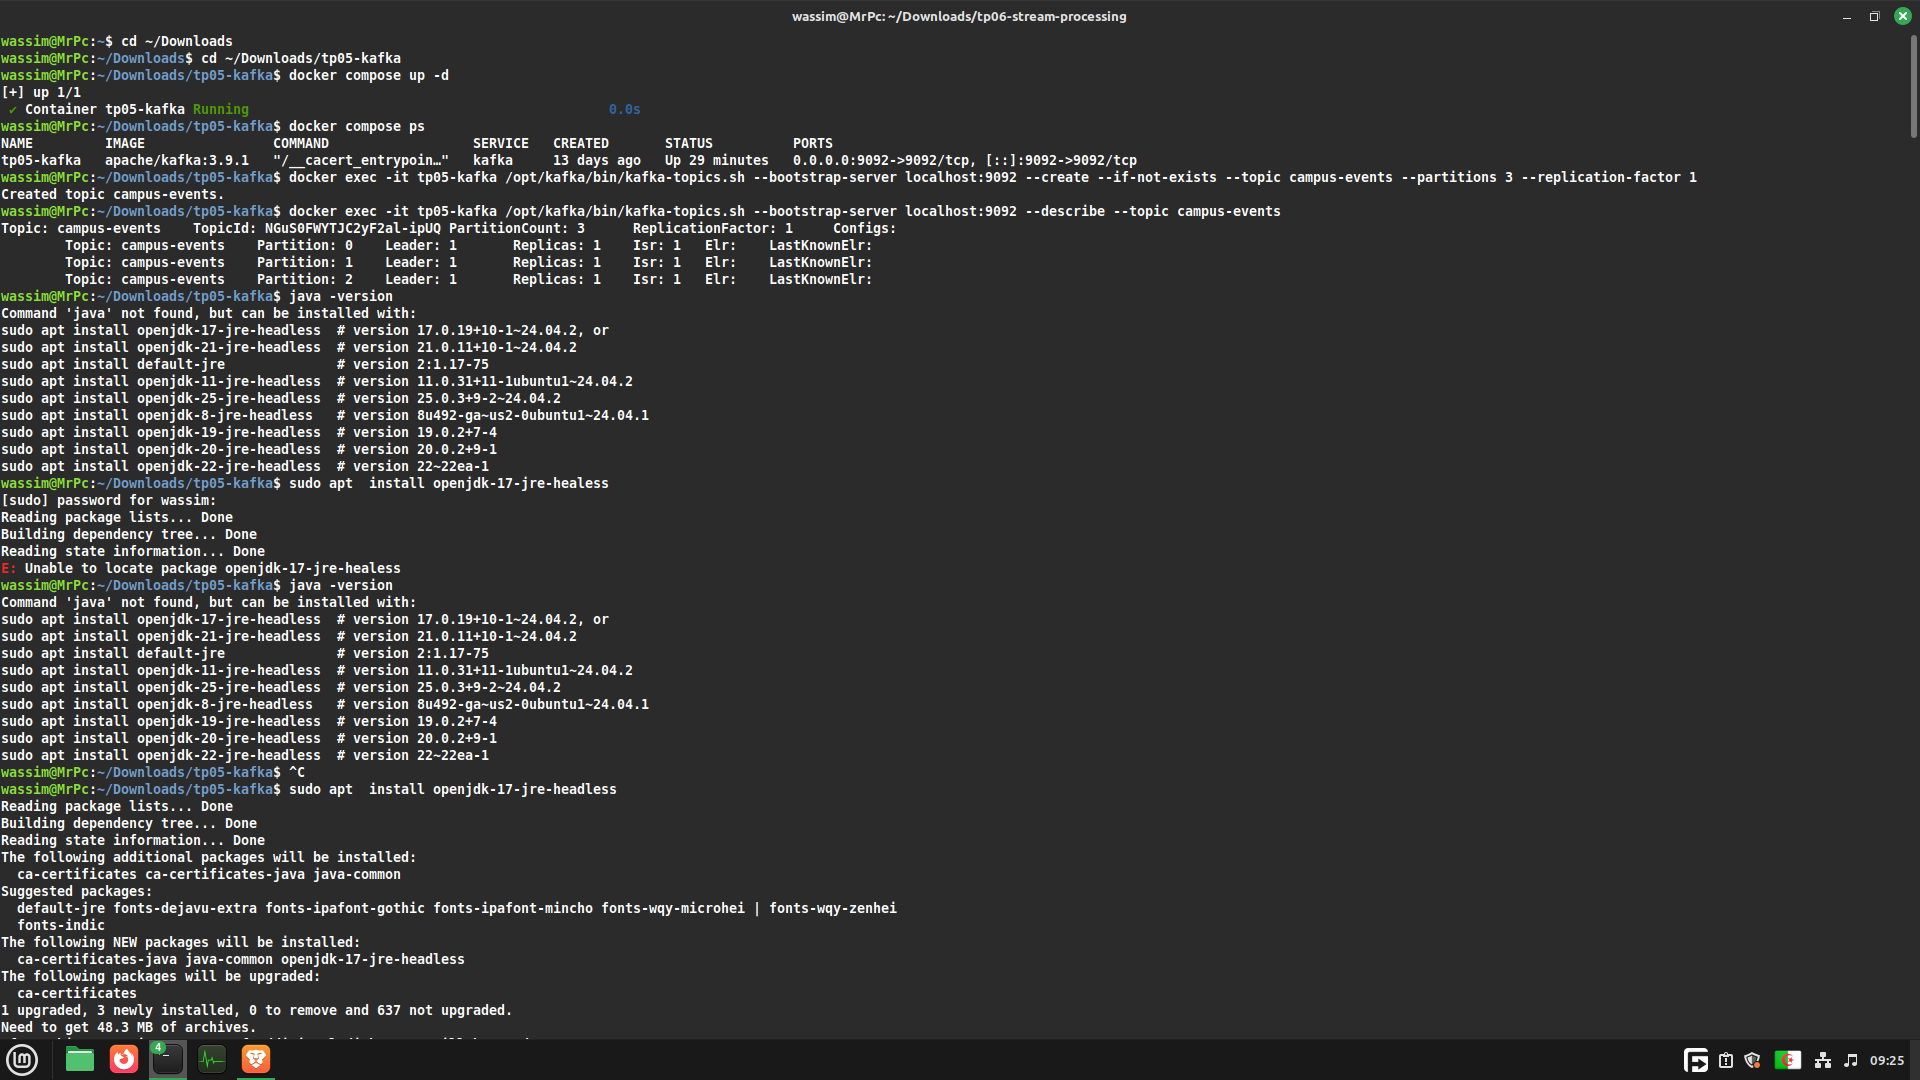 wassim@MrPc: ~/Downloads/tp06-stream-processing
wassim@MrPc:~$ cd ~/Downloads
wassim@MrPc:~/Downloads$ cd ~/Downloads/tp05-kafka
wassim@MrPc:~/Downloads/tp05-kafka$ docker compose up -d
[+] up 1/1
✔ Container tp05-kafka Running 0.0s
wassim@MrPc:~/Downloads/tp05-kafka$ docker compose ps
NAME IMAGE COMMAND SERVICE CREATED STATUS PORTS
tp05-kafka apache/kafka:3.9.1 "/__cacert_entrypoin…" kafka 13 days ago Up 29 minutes 0.0.0.0:9092->9092/tcp, [::]:9092->9092/tcp
wassim@MrPc:~/Downloads/tp05-kafka$ docker exec -it tp05-kafka /opt/kafka/bin/kafka-topics.sh --bootstrap-server localhost:9092 --create --if-not-exists --topic campus-events --partitions 3 --replication-factor 1
Created topic campus-events.
wassim@MrPc:~/Downloads/tp05-kafka$ docker exec -it tp05-kafka /opt/kafka/bin/kafka-topics.sh --bootstrap-server localhost:9092 --describe --topic campus-events
Topic: campus-events TopicId: NGuS0FWYTJC2yF2al-ipUQ PartitionCount: 3 ReplicationFactor: 1 Configs:
Topic: campus-events Partition: 0 Leader: 1 Replicas: 1 Isr: 1 Elr: LastKnownElr:
Topic: campus-events Partition: 1 Leader: 1 Replicas: 1 Isr: 1 Elr: LastKnownElr:
Topic: campus-events Partition: 2 Leader: 1 Replicas: 1 Isr: 1 Elr: LastKnownElr:
wassim@MrPc:~/Downloads/tp05-kafka$ java -version
Command 'java' not found, but can be installed with:
sudo apt install openjdk-17-jre-headless # version 17.0.19+10-1~24.04.2, or
sudo apt install openjdk-21-jre-headless # version 21.0.11+10-1~24.04.2
sudo apt install default-jre # version 2:1.17-75
sudo apt install openjdk-11-jre-headless # version 11.0.31+11-1ubuntu1~24.04.2
sudo apt install openjdk-25-jre-headless # version 25.0.3+9-2~24.04.2
sudo apt install openjdk-8-jre-headless # version 8u492-ga~us2-0ubuntu1~24.04.1
sudo apt install openjdk-19-jre-headless # version 19.0.2+7-4
sudo apt install openjdk-20-jre-headless # version 20.0.2+9-1
sudo apt install openjdk-22-jre-headless # version 22~22ea-1
wassim@MrPc:~/Downloads/tp05-kafka$ sudo apt  install openjdk-17-jre-healess
[sudo] password for wassim:
Reading package lists... Done
Building dependency tree... Done
Reading state information... Done
E: Unable to locate package openjdk-17-jre-healess
wassim@MrPc:~/Downloads/tp05-kafka$ java -version
Command 'java' not found, but can be installed with:
sudo apt install openjdk-17-jre-headless # version 17.0.19+10-1~24.04.2, or
sudo apt install openjdk-21-jre-headless # version 21.0.11+10-1~24.04.2
sudo apt install default-jre # version 2:1.17-75
sudo apt install openjdk-11-jre-headless # version 11.0.31+11-1ubuntu1~24.04.2
sudo apt install openjdk-25-jre-headless # version 25.0.3+9-2~24.04.2
sudo apt install openjdk-8-jre-headless # version 8u492-ga~us2-0ubuntu1~24.04.1
sudo apt install openjdk-19-jre-headless # version 19.0.2+7-4
sudo apt install openjdk-20-jre-headless # version 20.0.2+9-1
sudo apt install openjdk-22-jre-headless # version 22~22ea-1
wassim@MrPc:~/Downloads/tp05-kafka$ ^C
wassim@MrPc:~/Downloads/tp05-kafka$ sudo apt  install openjdk-17-jre-headless
Reading package lists... Done
Building dependency tree... Done
Reading state information... Done
The following additional packages will be installed:
ca-certificates ca-certificates-java java-common
Suggested packages:
default-jre fonts-dejavu-extra fonts-ipafont-gothic fonts-ipafont-mincho fonts-wqy-microhei | fonts-wqy-zenhei
fonts-indic
The following NEW packages will be installed:
ca-certificates-java java-common openjdk-17-jre-headless
The following packages will be upgraded:
ca-certificates
1 upgraded, 3 newly installed, 0 to remove and 637 not upgraded.
Need to get 48.3 MB of archives.
4
09:25